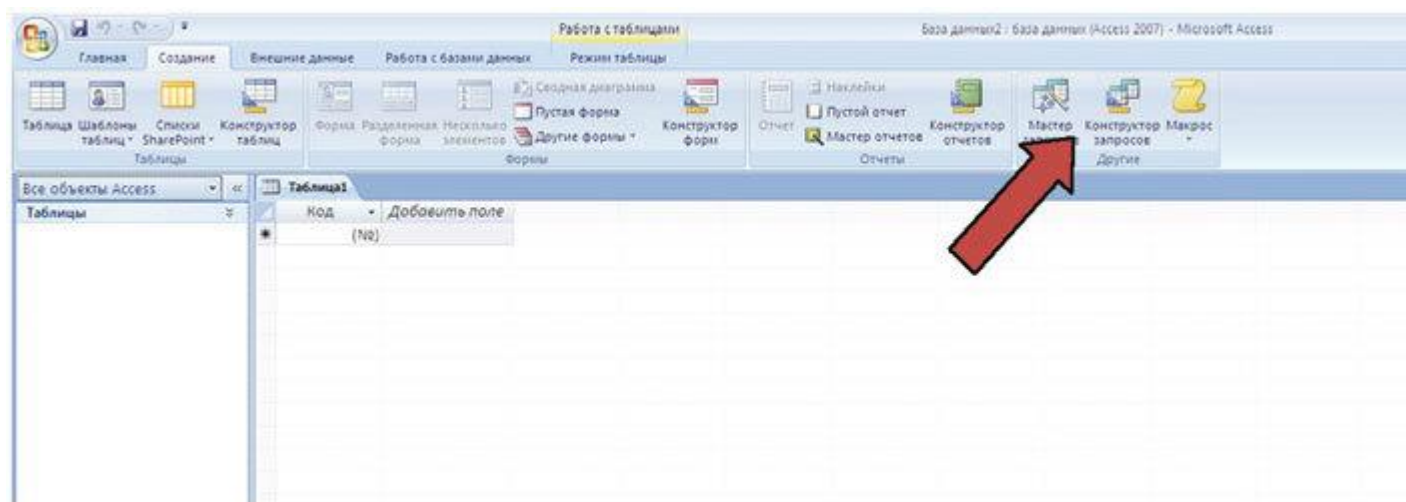 Работа с таблицами
База данных2 : база данных (Access 2007) - Microsoft Access
Главная Создание Внешние данные Работа с базами данных Режим таблицы
Таблица
Шаблоны таблиц
Списки SharePoint
Конструктор таблиц
Таблицы
Форма
Разделенная форма
Несколько элементов
Сводная диаграмма
Пустая форма
Другие формы
Конструктор форм
Формы
Отчет
Наклейки
Пустой отчет
Мастер отчетов
Конструктор отчетов
Отчеты
Мастер
Конструктор запросов
Макрос
Другие
Все объекты Access
Таблицы
Таблица1
Код Добавить поле
(№)